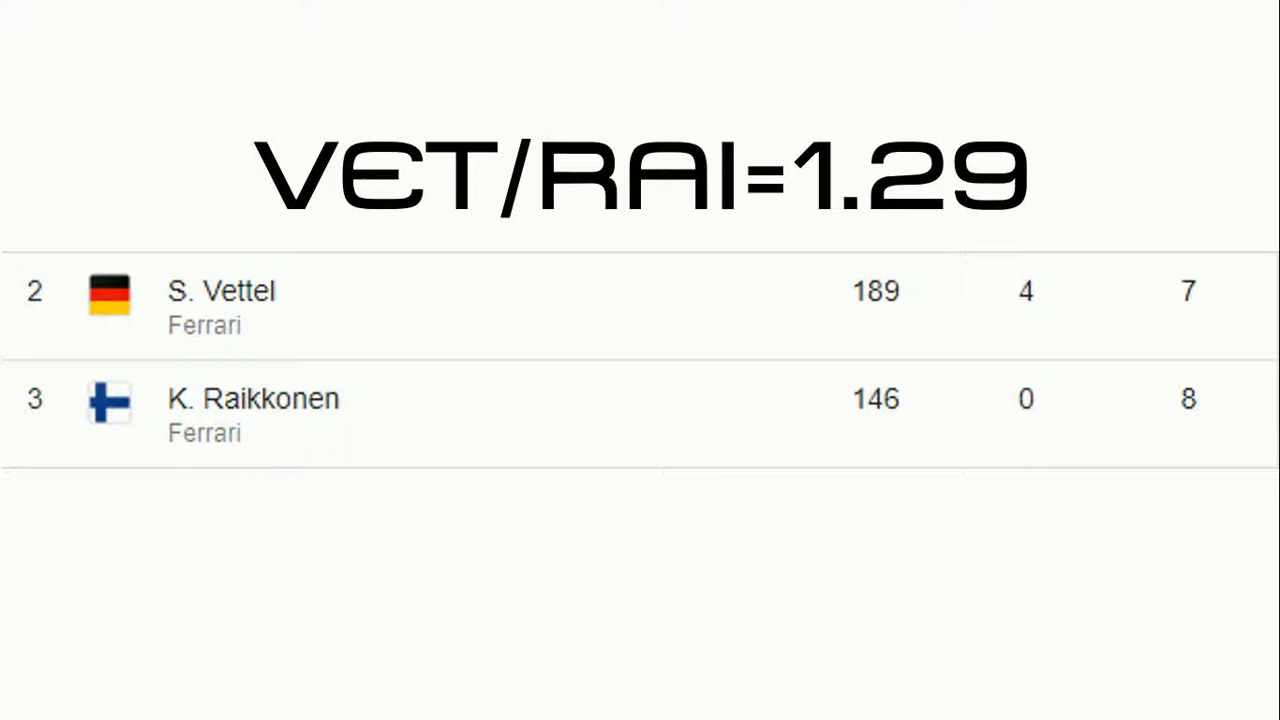 VET/RAI=1.29
2 S. Vettel 189 4 7
Ferrari
3 K. Raikkonen 146 0 8
Ferrari